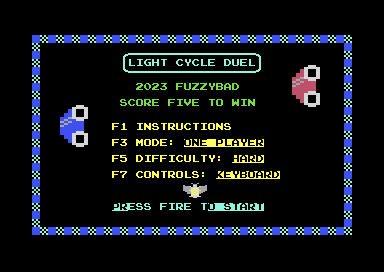 LIGHT CYCLE DUEL
2023 FUZZYBAD
SCORE FIVE TO WIN
F1 INSTRUCTIONS
F3 MODE: ONE PLAYER
F5 DIFFICULTY: HARD
F7 CONTROLS: KEYBOARD
PRESS FIRE TO START